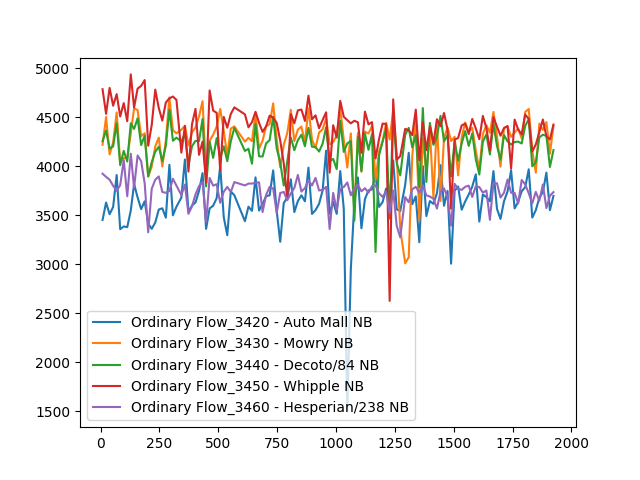 5000
4500
4000
3500
3000
2500
2000
1500
Ordinary Flow_3420 - Auto Mall NB
Ordinary Flow_3430 - Mowry NB
Ordinary Flow_3440 - Decoto/84 NB
Ordinary Flow_3450 - Whipple NB
Ordinary Flow_3460 - Hesperian/238 NB
0 250 500 750 1000 1250 1500 1750 2000